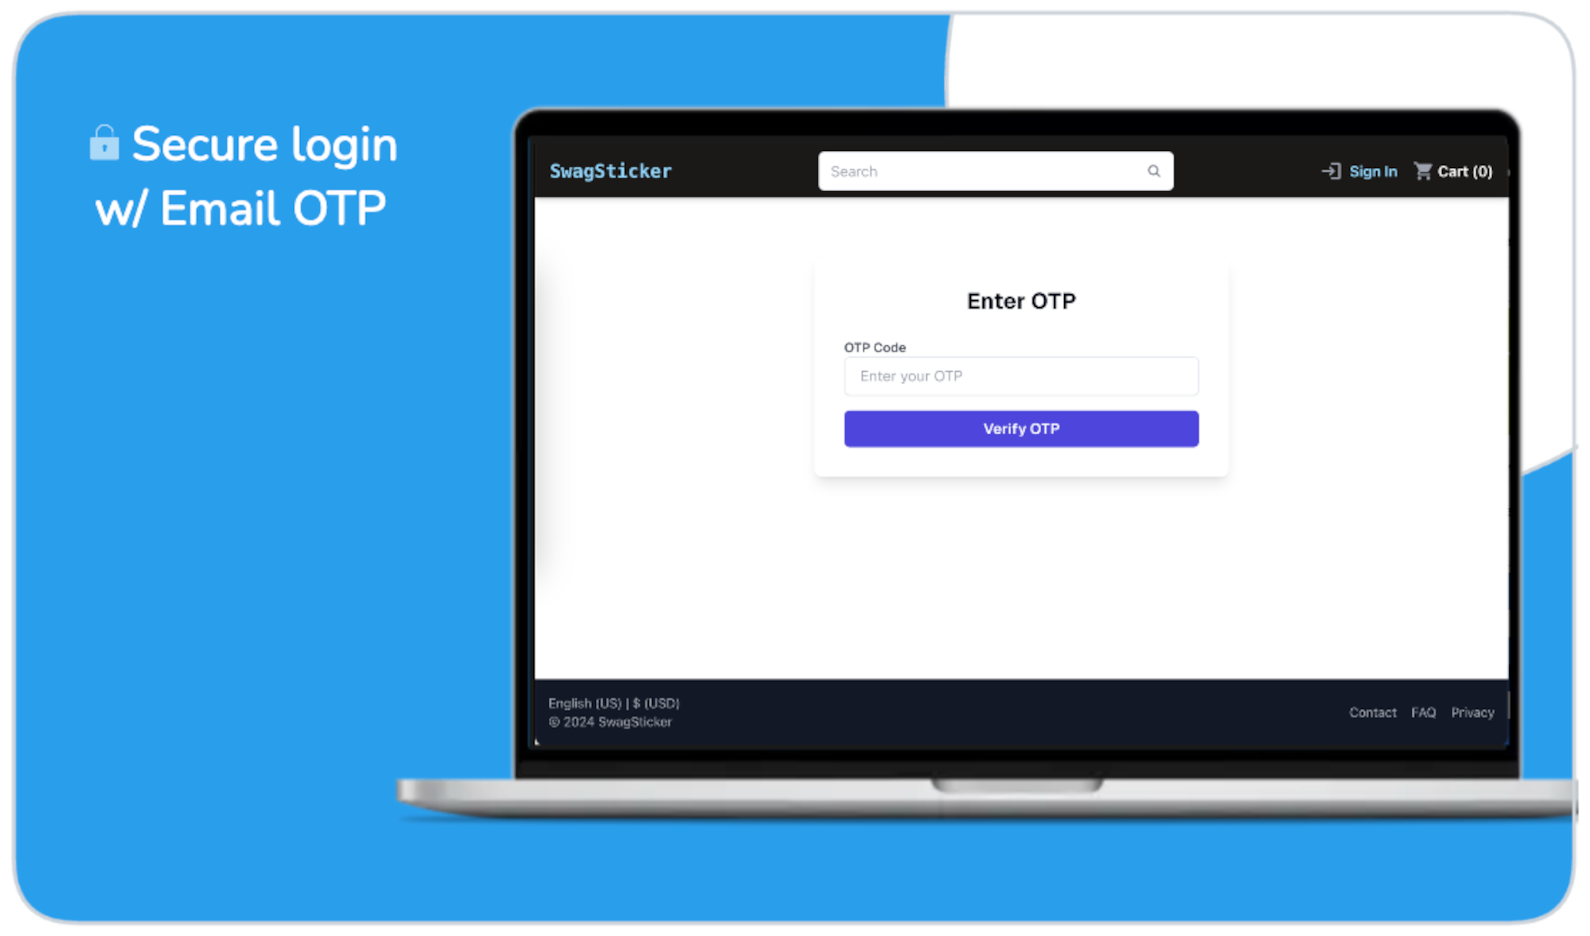 Secure login
w/ Email OTP
SwagSticker
Search
Sign In
Cart (0)
Enter OTP
OTP Code
Enter your OTP
Verify OTP
English (US) | $ (USD)
© 2024 SwagSticker
Contact FAQ Privacy